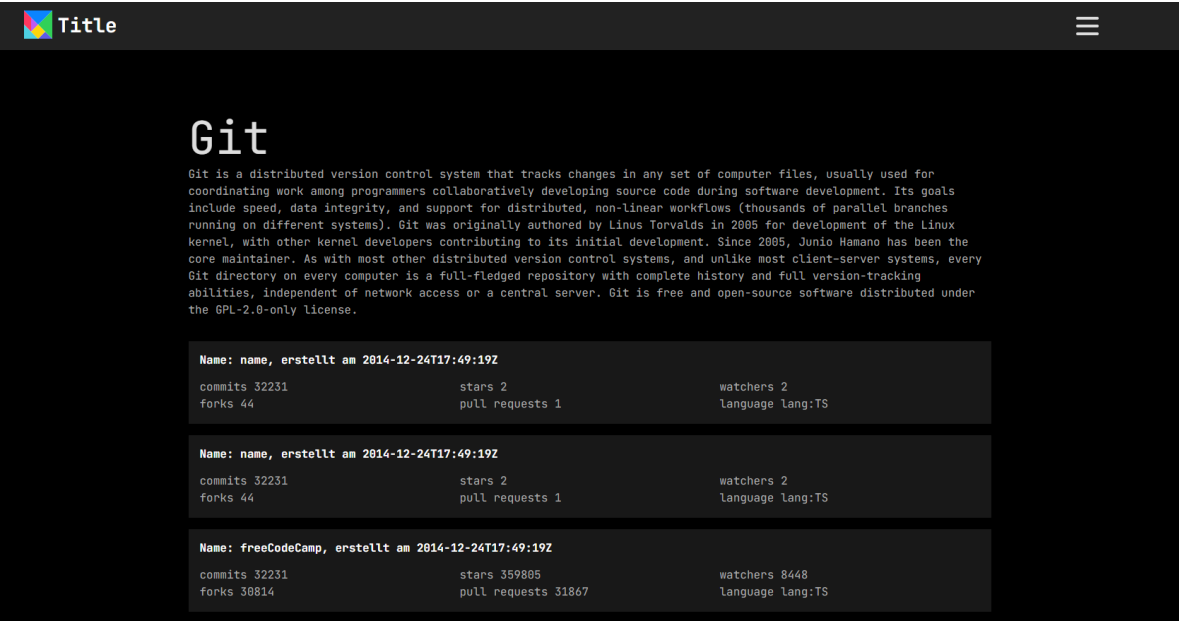 Title
Git
Git is a distributed version control system that tracks changes in any set of computer files, usually used for
coordinating work among programmers collaboratively developing source code during software development. Its goals
include speed, data integrity, and support for distributed, non-linear workflows (thousands of parallel branches
running on different systems). Git was originally authored by Linus Torvalds in 2005 for development of the Linux
kernel, with other kernel developers contributing to its initial development. Since 2005, Junio Hamano has been the
core maintainer. As with most other distributed version control systems, and unlike most client–server systems, every
Git directory on every computer is a full-fledged repository with complete history and full version-tracking
abilities, independent of network access or a central server. Git is free and open-source software distributed under
the GPL-2.0-only license.
Name: name, erstellt am 2014-12-24T17:49:19Z
commits 32231 stars 2 watchers 2
forks 44 pull requests 1 language lang:TS
Name: name, erstellt am 2014-12-24T17:49:19Z
commits 32231 stars 2 watchers 2
forks 44 pull requests 1 language lang:TS
Name: freeCodeCamp, erstellt am 2014-12-24T17:49:19Z
commits 32231 stars 359805 watchers 8448
forks 30814 pull requests 31867 language lang:TS